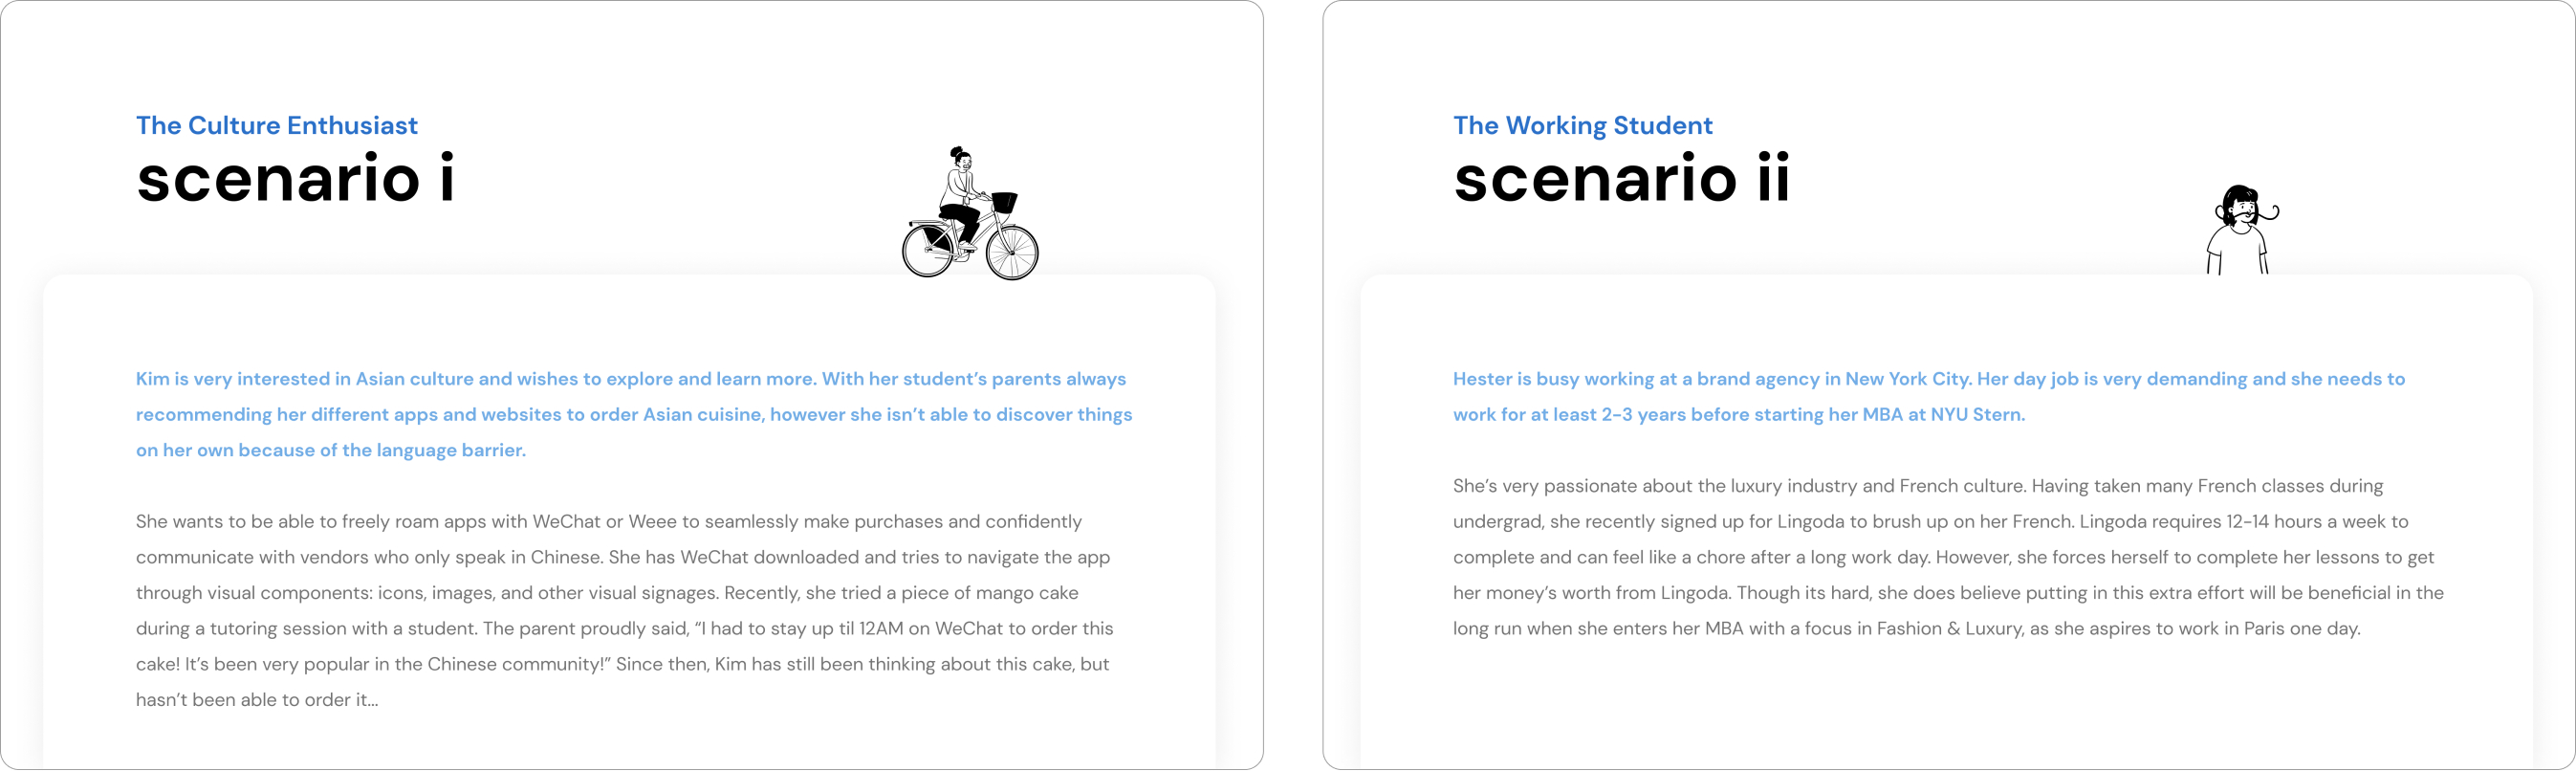 The Culture Enthusiast
scenario i
Kim is very interested in Asian culture and wishes to explore and learn more. With her student’s parents always
recommending her different apps and websites to order Asian cuisine, however she isn’t able to discover things
on her own because of the language barrier.
She wants to be able to freely roam apps with WeChat or Weee to seamlessly make purchases and confidently
communicate with vendors who only speak in Chinese. She has WeChat downloaded and tries to navigate the app
through visual components: icons, images, and other visual signages. Recently, she tried a piece of mango cake
during a tutoring session with a student. The parent proudly said, “I had to stay up til 12AM on WeChat to order this
cake! It’s been very popular in the Chinese community!” Since then, Kim has still been thinking about this cake, but
hasn’t been able to order it...
The Working Student
scenario ii
Hester is busy working at a brand agency in New York City. Her day job is very demanding and she needs to
work for at least 2-3 years before starting her MBA at NYU Stern.
She’s very passionate about the luxury industry and French culture. Having taken many French classes during
undergrad, she recently signed up for Lingoda to brush up on her French. Lingoda requires 12-14 hours a week to
complete and can feel like a chore after a long work day. However, she forces herself to complete her lessons to get
her money’s worth from Lingoda. Though its hard, she does believe putting in this extra effort will be beneficial in the
long run when she enters her MBA with a focus in Fashion & Luxury, as she aspires to work in Paris one day.